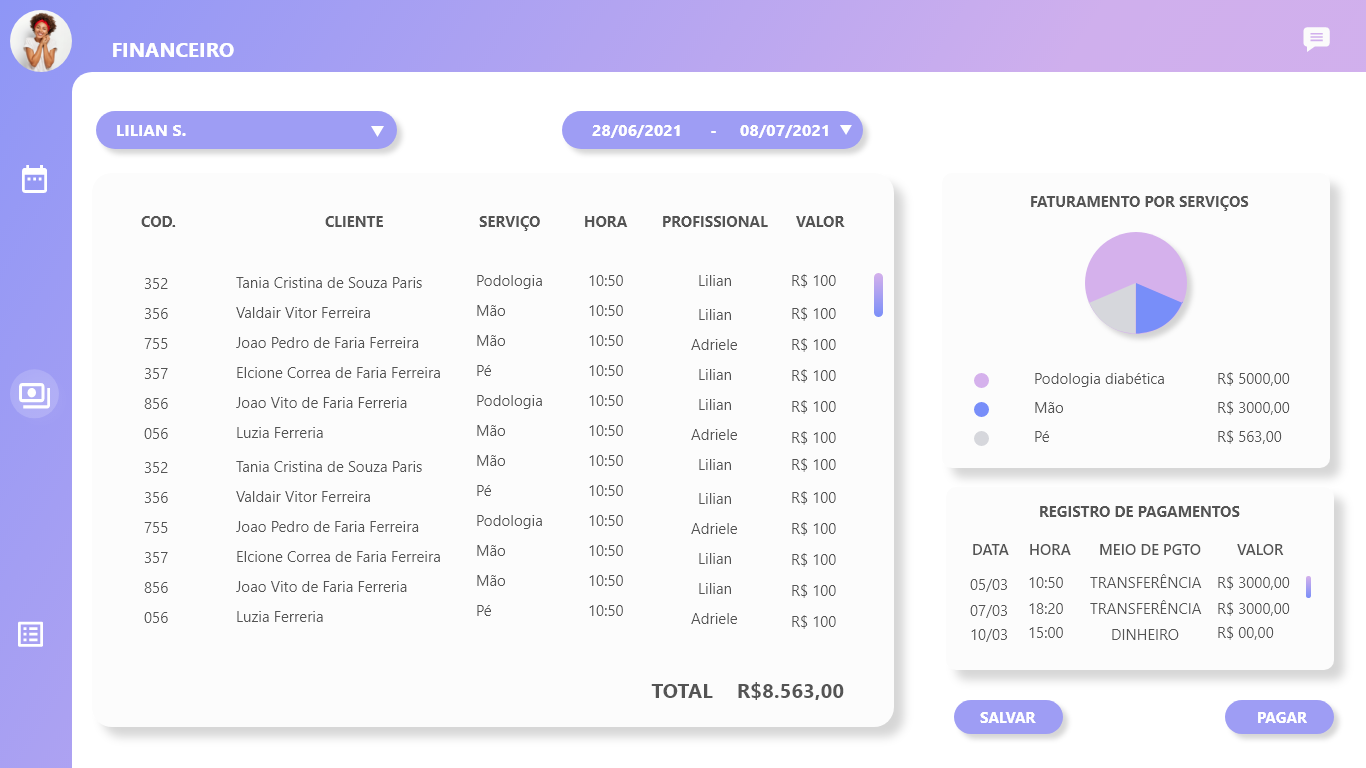 FINANCEIRO
LILIAN S.
28/06/2021 - 08/07/2021
COD. CLIENTE SERVIÇO HORA PROFISSIONAL VALOR
352 Tania Cristina de Souza Paris Podologia 10:50 Lilian R$ 100
356 Valdair Vitor Ferreira Mão 10:50 Lilian R$ 100
755 Joao Pedro de Faria Ferreira Mão 10:50 Adriele R$ 100
357 Elcione Correa de Faria Ferreira Pé 10:50 Lilian R$ 100
856 Joao Vito de Faria Ferreria Podologia 10:50 Lilian R$ 100
056 Luzia Ferreria Mão 10:50 Adriele R$ 100
352 Tania Cristina de Souza Paris Mão 10:50 Lilian R$ 100
356 Valdair Vitor Ferreira Pé 10:50 Lilian R$ 100
755 Joao Pedro de Faria Ferreira Podologia 10:50 Adriele R$ 100
357 Elcione Correa de Faria Ferreira Mão 10:50 Lilian R$ 100
856 Joao Vito de Faria Ferreria Mão 10:50 Lilian R$ 100
056 Luzia Ferreria Pé 10:50 Adriele R$ 100
TOTAL R$8.563,00
FATURAMENTO POR SERVIÇOS
Podologia diabética R$ 5000,00
Mão R$ 3000,00
Pé R$ 563,00
REGISTRO DE PAGAMENTOS
DATA HORA MEIO DE PGTO VALOR
05/03 10:50 TRANSFERÊNCIA R$ 3000,00
07/03 18:20 TRANSFERÊNCIA R$ 3000,00
10/03 15:00 DINHEIRO R$ 00,00
SALVAR PAGAR